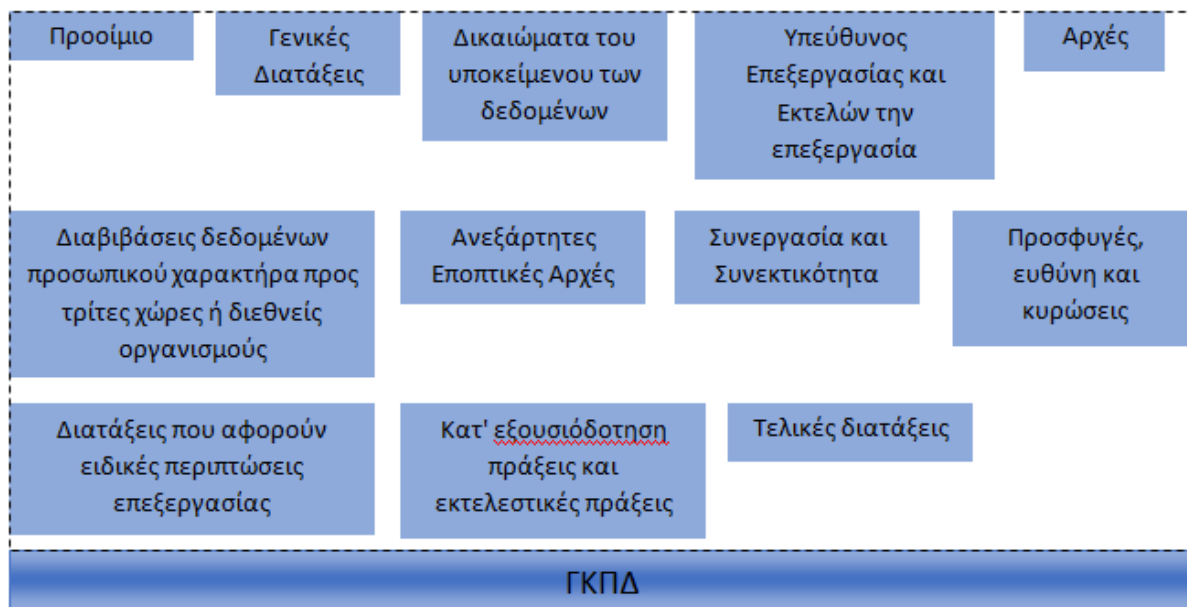 Προοίμιο
Γενικές
Διατάξεις
Δικαιώματα του
υποκείμενου των
δεδομένων
Υπεύθυνος
Επεξεργασίας και
Εκτελών την
επεξεργασία
Αρχές
Διαβιβάσεις δεδομένων
προσωπικού χαρακτήρα προς
τρίτες χώρες ή διεθνείς
οργανισμούς
Ανεξάρτητες
Εποπτικές Αρχές
Συνεργασία και
Συνεκτικότητα
Προσφυγές,
ευθύνη και
κυρώσεις
Διατάξεις που αφορούν
ειδικές περιπτώσεις
επεξεργασίας
Κατ' εξουσιόδοτηση
πράξεις και
εκτελεστικές πράξεις
Τελικές διατάξεις
ΓΚΠΔ